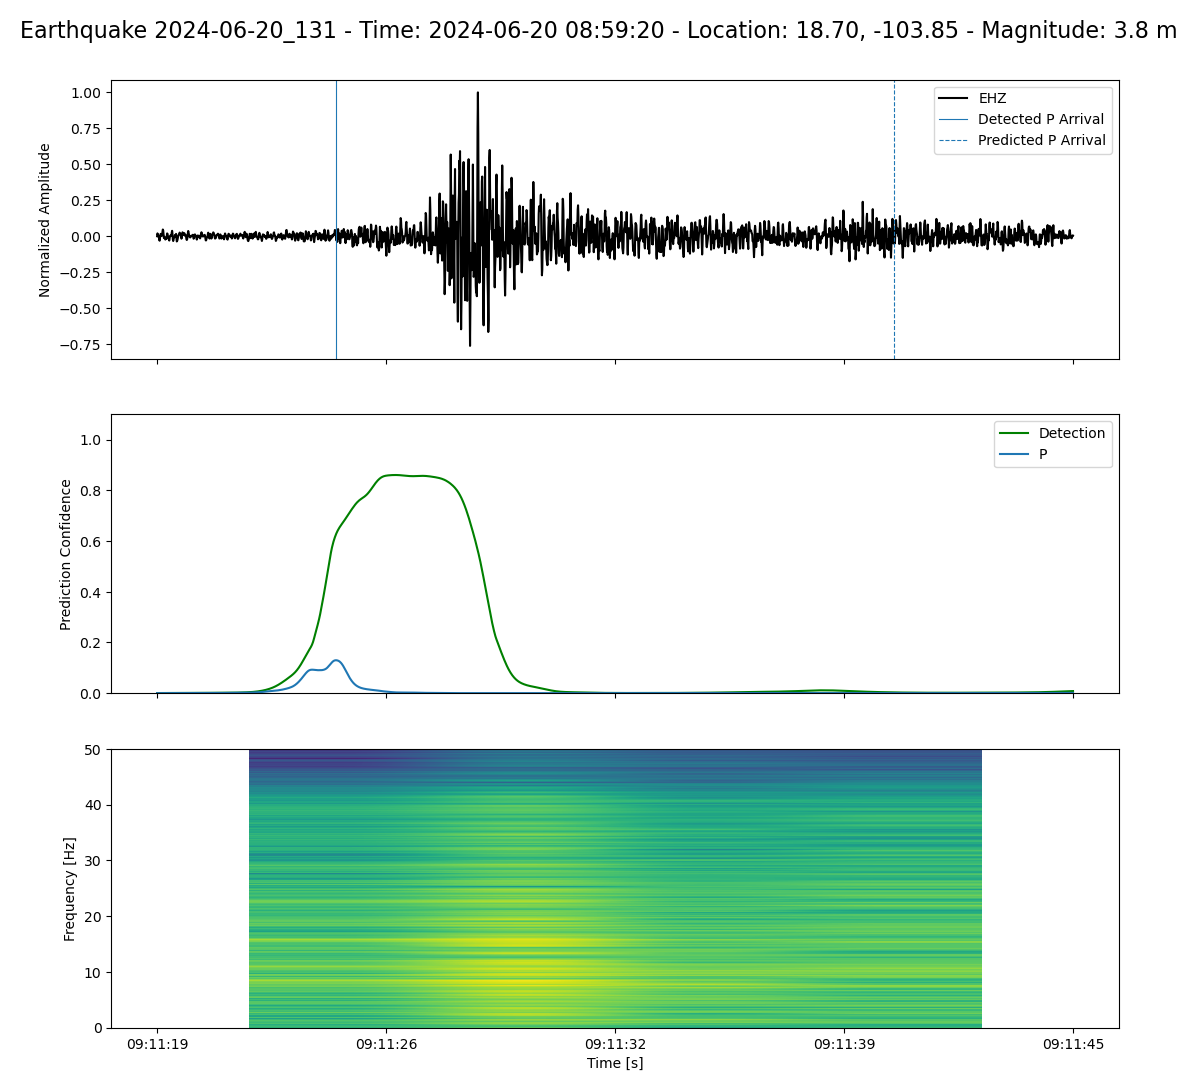 Earthquake 2024-06-20_131 - Time: 2024-06-20 08:59:20 - Location: 18.70, -103.85 - Magnitude: 3.8 m
1.00
0.75
0.50
0.25
0.00
−0.25
−0.50
−0.75
Normalized Amplitude
EHZ
Detected P Arrival
Predicted P Arrival
1.0
0.8
0.6
0.4
0.2
0.0
Prediction Confidence
Detection
P
50
40
30
20
10
0
Frequency [Hz]
09:11:19 09:11:26 09:11:32 09:11:39 09:11:45
Time [s]